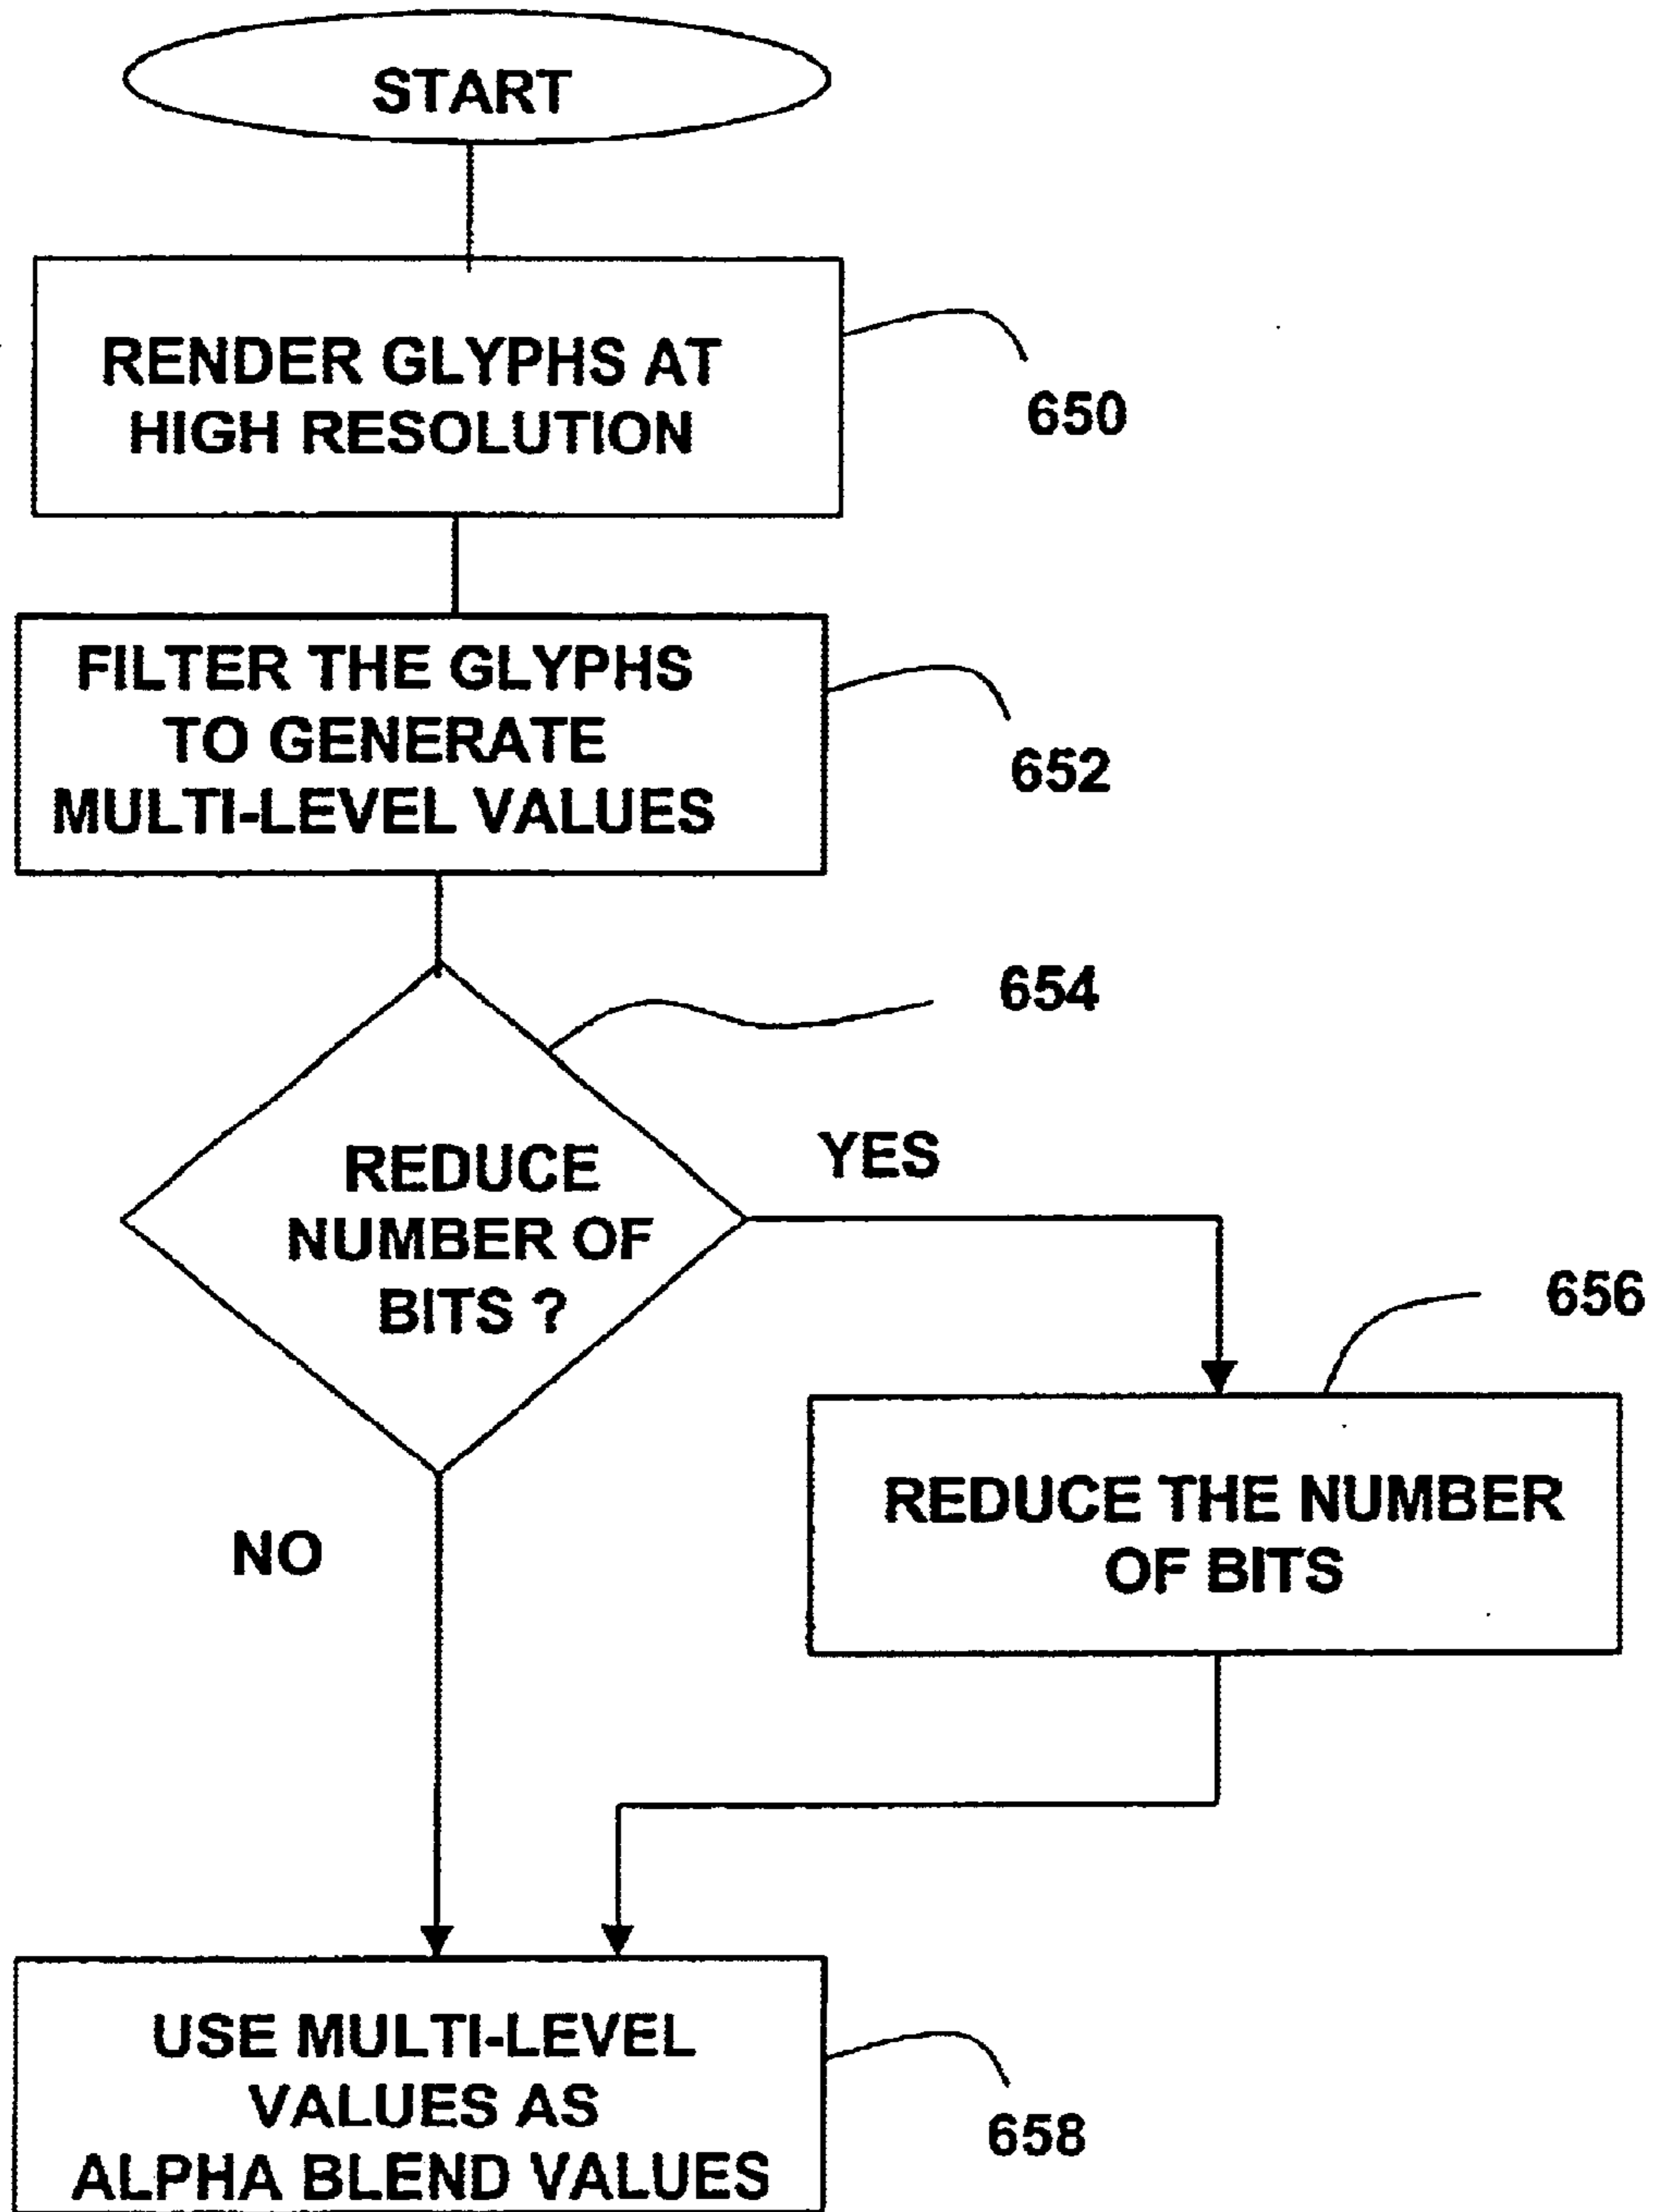 START
RENDER GLYPHS AT
HIGH RESOLUTION
650
FILTER THE GLYPHS
TO GENERATE
MULTI-LEVEL VALUES
652
654
REDUCE
NUMBER OF
BITS ?
YES
656
REDUCE THE NUMBER
OF BITS
NO
USE MULTI-LEVEL
VALUES AS
ALPHA BLEND VALUES
658